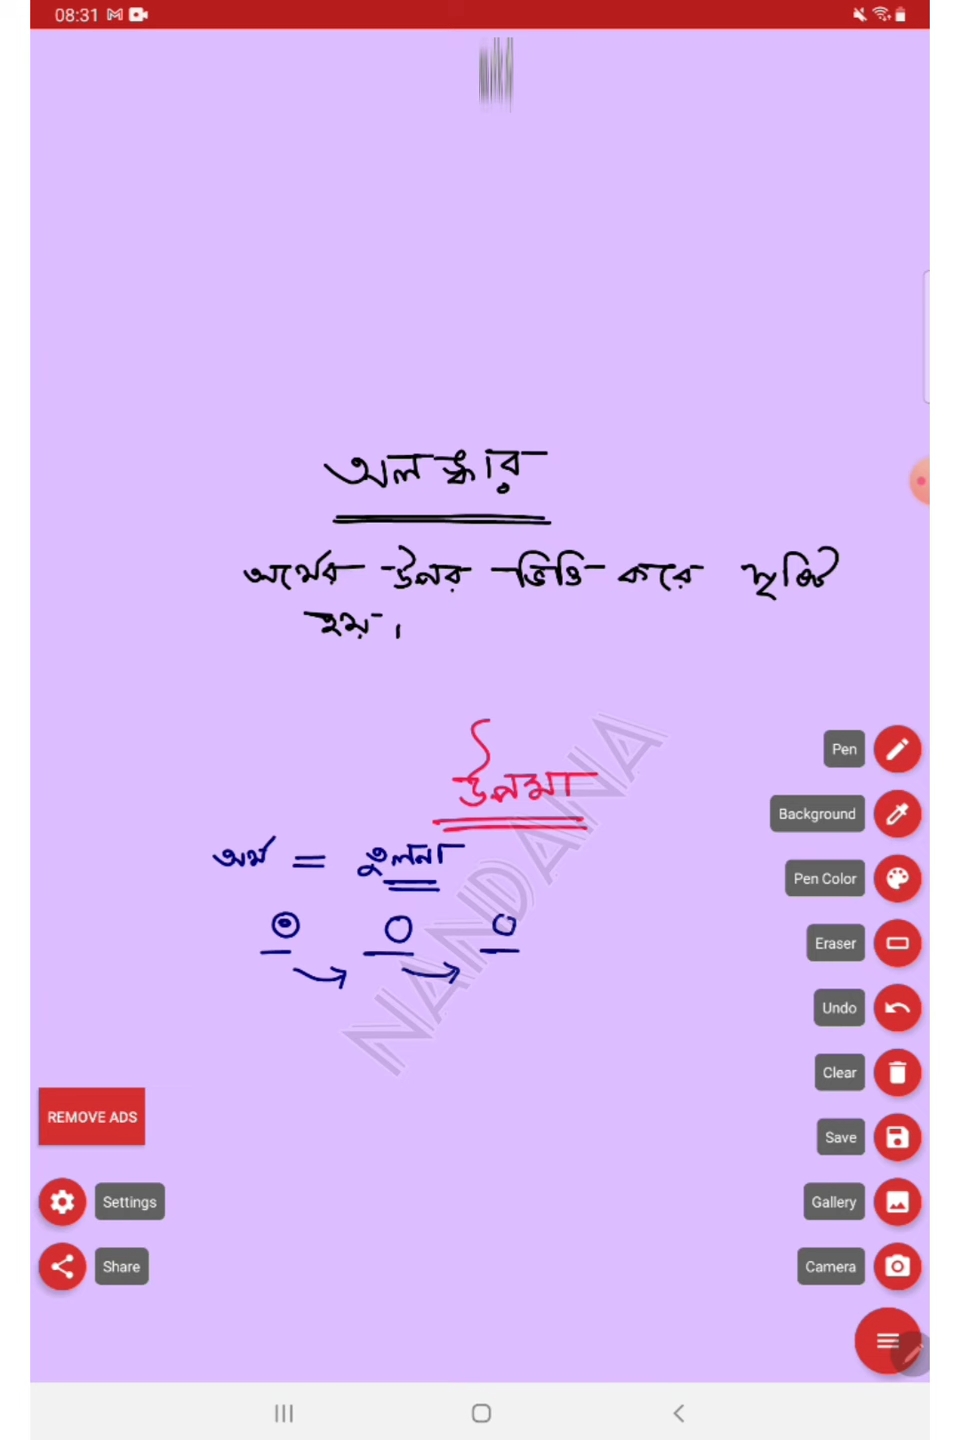 08:31
অলঙ্কার
অর্থের উপর ভিত্তি করে সৃষ্টি
হয়।
উপমা
অর্থ = তুলনা
NANDANA
Pen
Background
Pen Color
Eraser
Undo
Clear
Save
REMOVE ADS
Settings
Gallery
Share
Camera